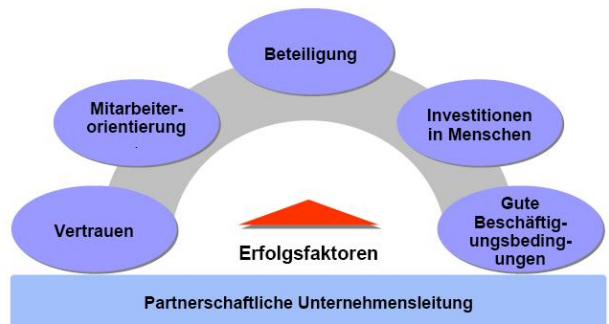 Beteiligung
Mitarbeiter-
orientierung
.
Investitionen
in Menschen
Vertrauen
Gute
Beschäftig-
ungsbeding-
ungen
Erfolgsfaktoren
Partnerschaftliche Unternehmensleitung